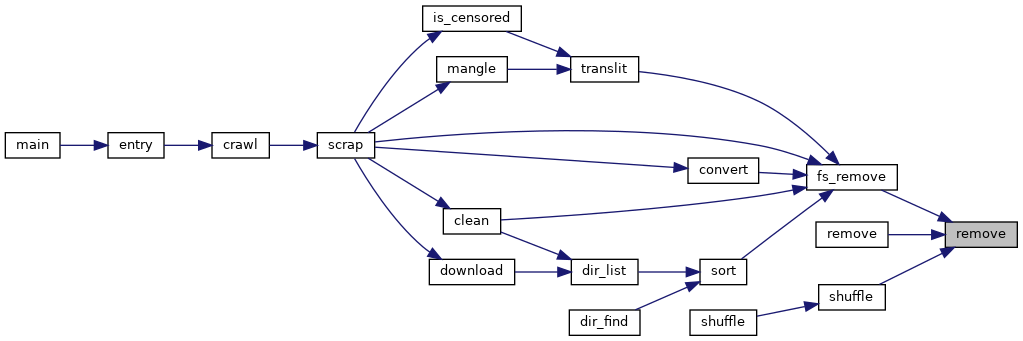 is_censored
mangle
translit
main
entry
crawl
scrap
convert
fs_remove
clean
remove
remove
download
dir_list
sort
shuffle
dir_find
shuffle